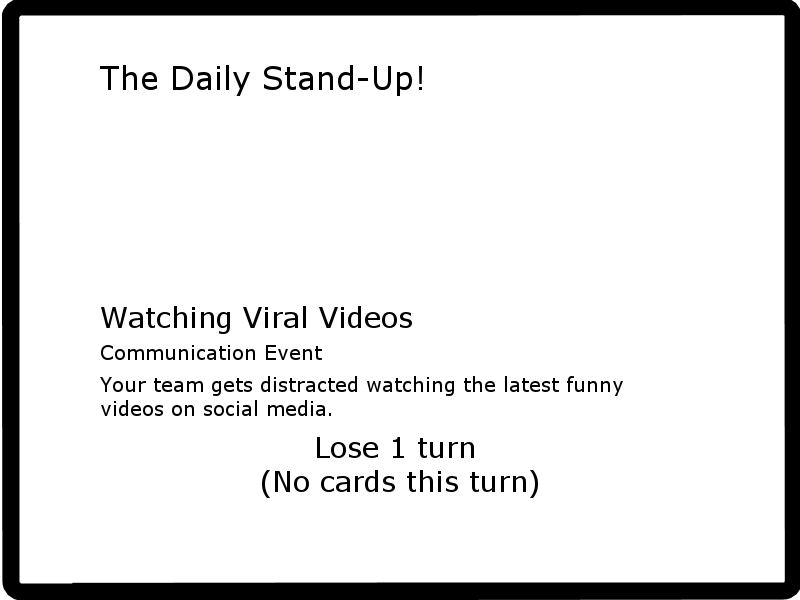 The Daily Stand-Up!
Watching Viral Videos
Communication Event
Your team gets distracted watching the latest funny
videos on social media.
Lose 1 turn
(No cards this turn)